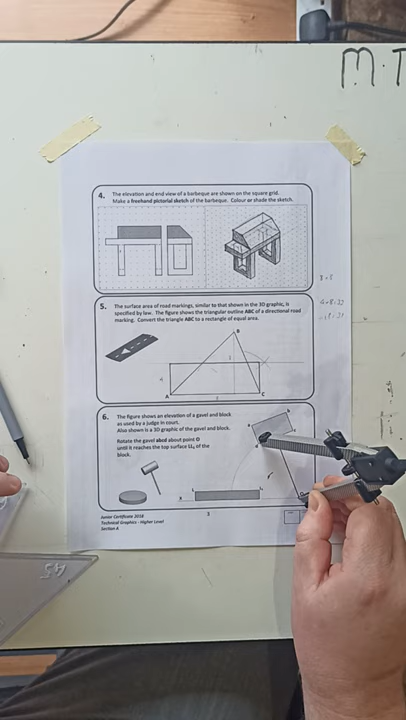 M.T
4. The elevation and end view of a barbeque are shown on the square grid.
Make a freehand pictorial sketch of the barbeque. Colour or shade the sketch.
5. The surface area of road markings, similar to that shown in the 3D graphic, is
specified by law. The figure shows the triangular outline ABC of a directional road
marking. Convert the triangle ABC to a rectangle of equal area.
B
A
C
6. The figure shows an elevation of a gavel and block
as used by a judge in court.
Also shown is a 3D graphic of the gavel and block.
Rotate the gavel abcd about point O
until it reaches the top surface
block.
Junior Certificate 2018
Technical Graphics - Higher Level
Section A
3
45